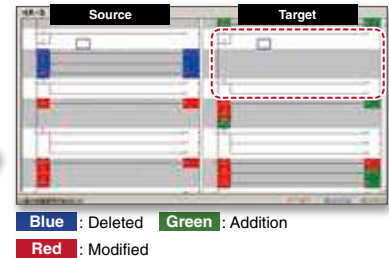 Source Target
Blue : Deleted Green : Addition
Red : Modified